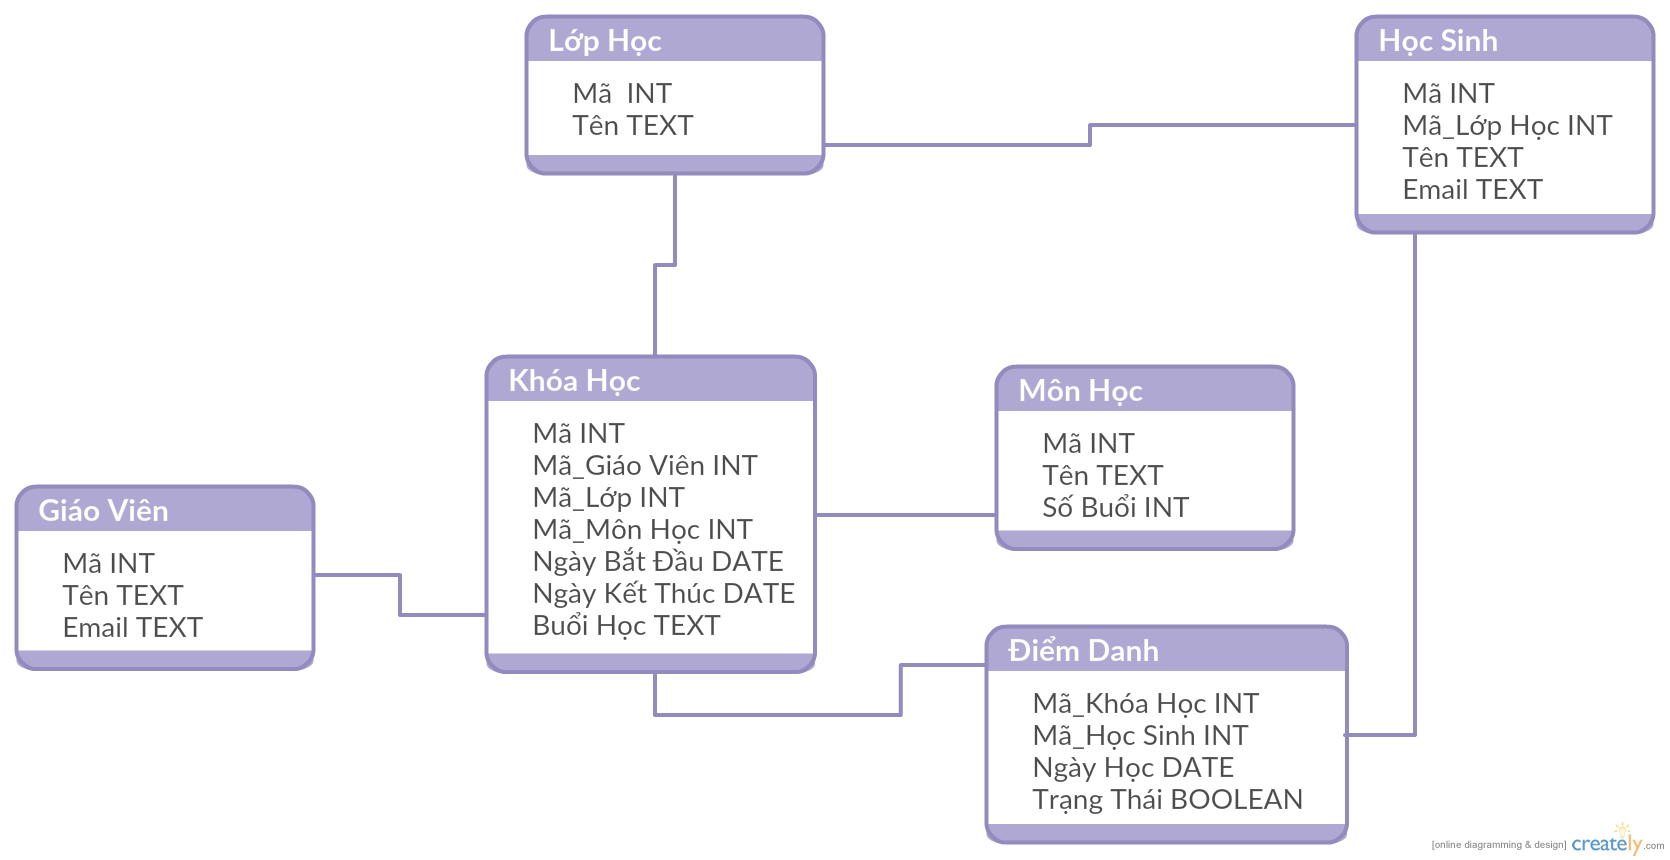 Lớp Học
Mã  INT
Tên TEXT
Học Sinh
Mã INT
Mã_Lớp Học INT
Tên TEXT
Email TEXT
Khóa Học
Mã INT
Mã_Giáo Viên INT
Mã_Lớp INT
Mã_Môn Học INT
Ngày Bắt Đầu DATE
Ngày Kết Thúc DATE
Buổi Học TEXT
Môn Học
Mã INT
Tên TEXT
Số Buổi INT
Giáo Viên
Mã INT
Tên TEXT
Email TEXT
Điểm Danh
Mã_Khóa Học INT
Mã_Học Sinh INT
Ngày Học DATE
Trạng Thái BOOLEAN
[online diagramming & design] creately.com